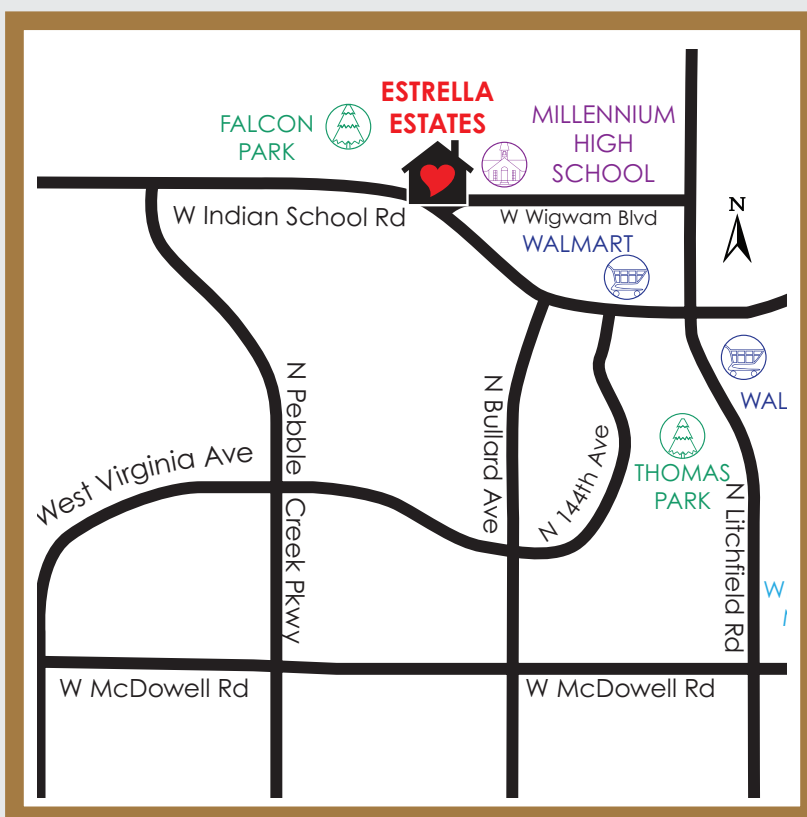 ESTRELLA
ESTATES
FALCON
PARK
MILLENNIUM
HIGH
SCHOOL
W Indian School Rd
W Wigwam Blvd
WALMART
N
N Pebble Creek Pkwy
N Bullard Ave
N 144th Ave
WAL
West Virginia Ave
THOMAS
PARK
N Litchfield Rd
W
W McDowell Rd
W McDowell Rd